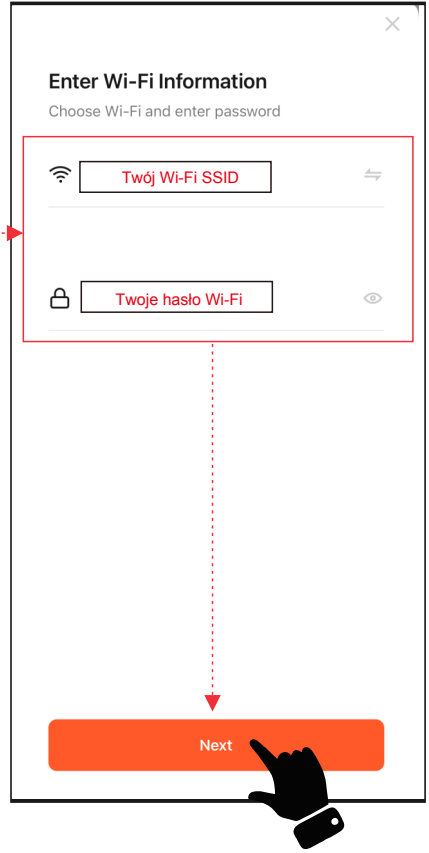 Enter Wi-Fi Information
Choose Wi-Fi and enter password
Twój Wi-Fi SSID
Twoje hasło Wi-Fi
Next